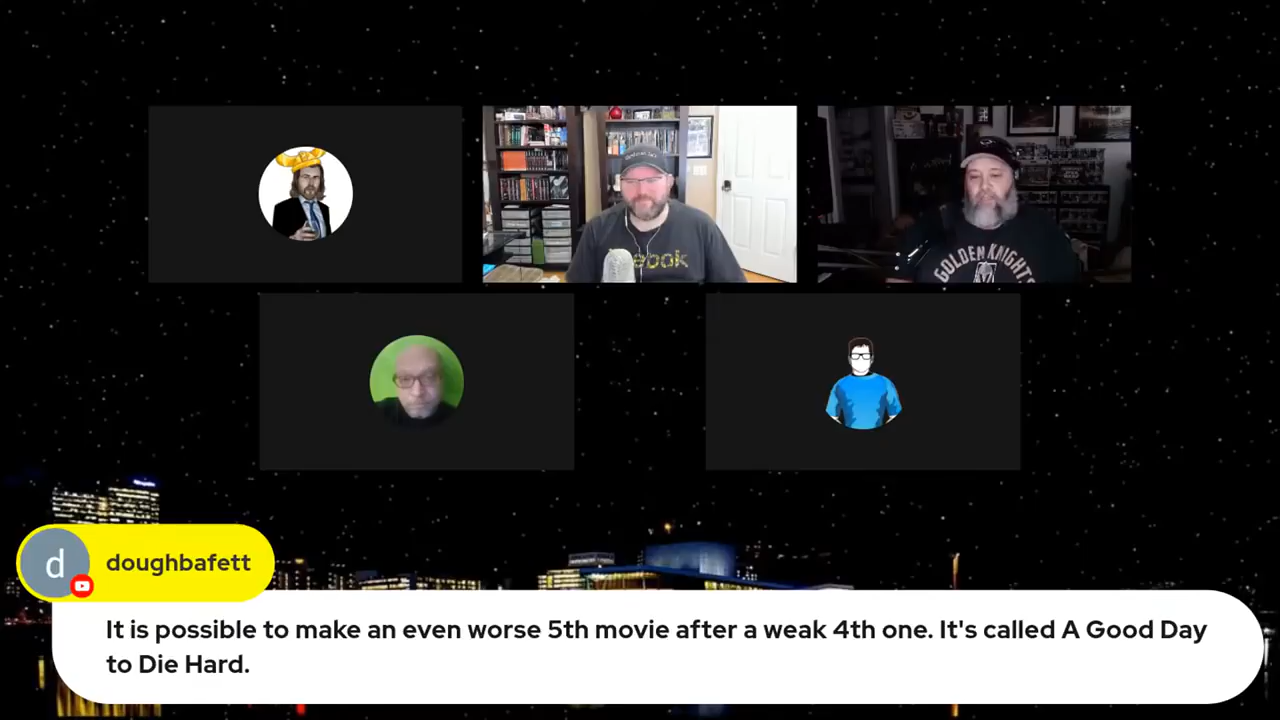 ebok
GOLDEN KNIGHTS
d
doughbafett
It is possible to make an even worse 5th movie after a weak 4th one. It's called A Good Day
to Die Hard.